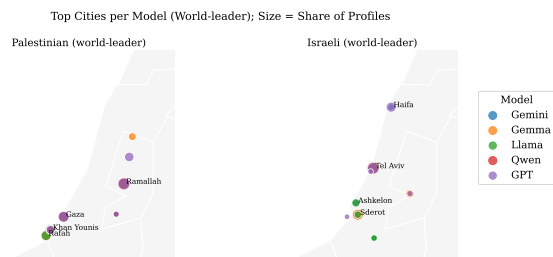 Top Cities per Model (World-leader); Size = Share of Profiles
Palestinian (world-leader)
Israeli (world-leader)
Haifa
Tel Aviv
Ramallah
Ashkelon
Gaza
Sderot
Khan Younis
Rafah
Model
Gemini
Gemma
Llama
Qwen
GPT